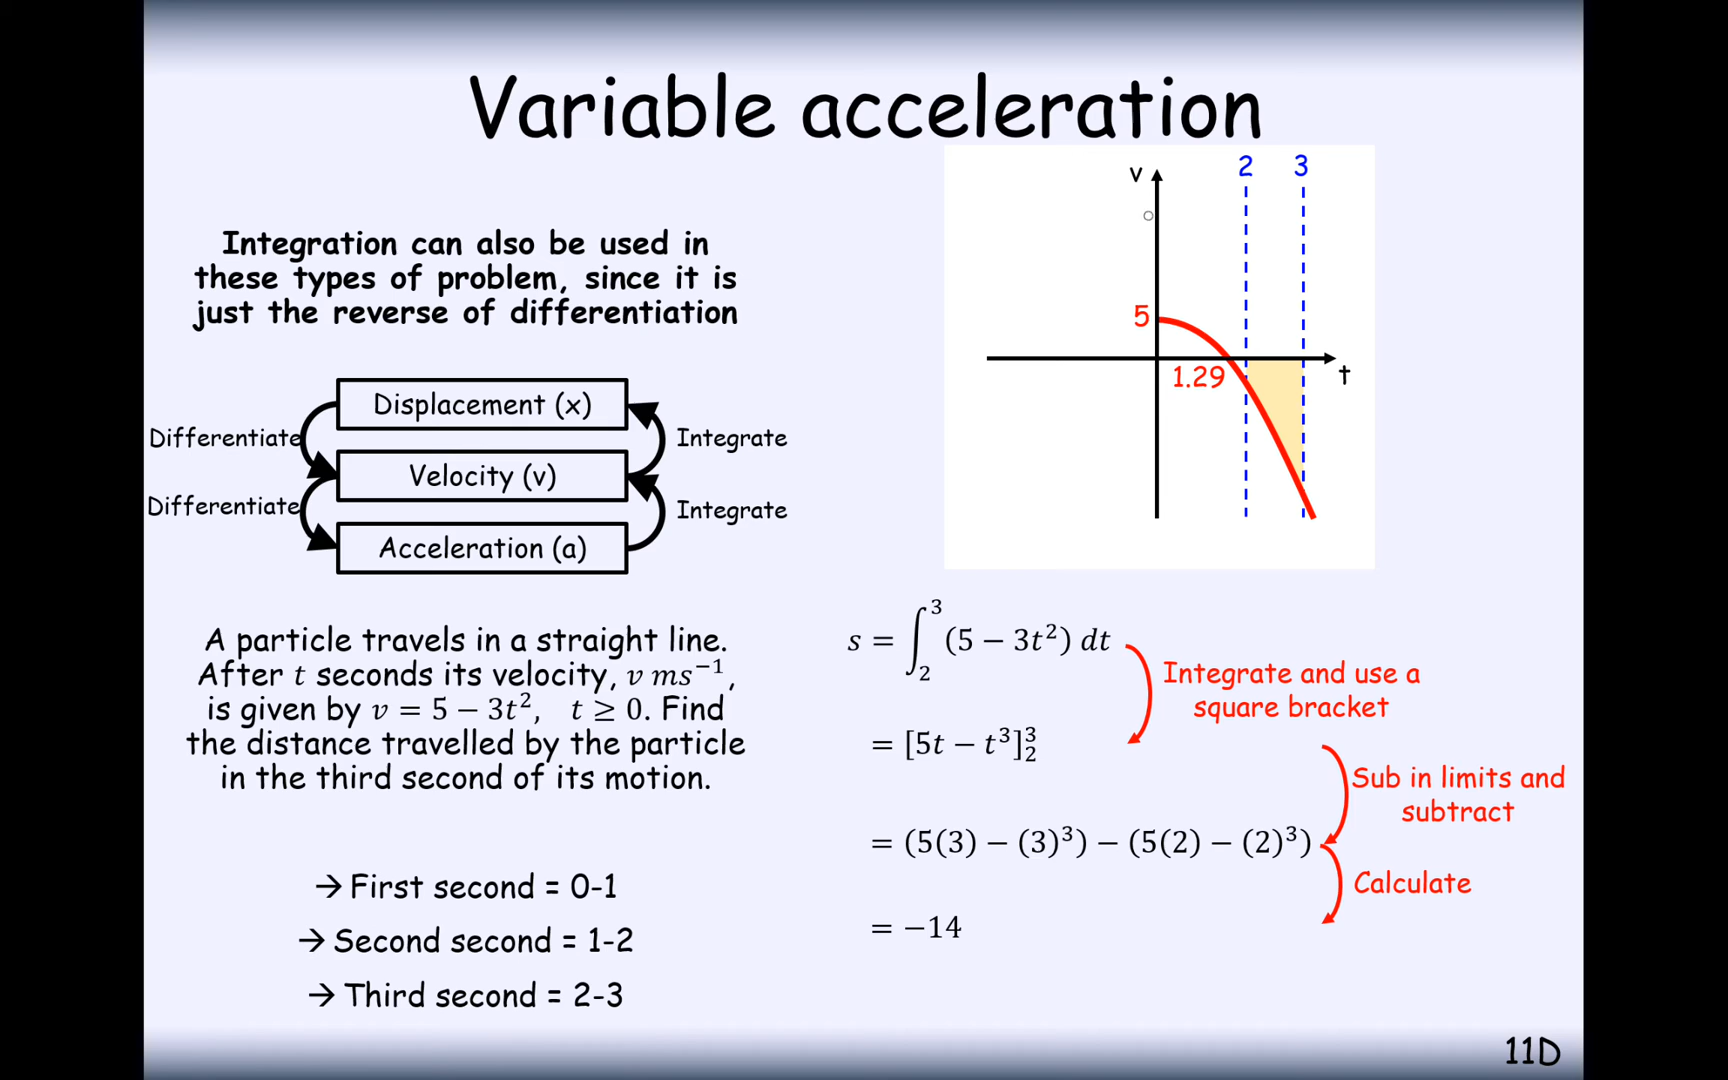 Variable acceleration
Integration can also be used in
these types of problem, since it is
just the reverse of differentiation
Displacement (x)
Differentiate
Integrate
Velocity (v)
Differentiate
Integrate
Acceleration (a)
A particle travels in a straight line.
After t seconds its velocity, v ms⁻¹,
is given by v = 5 − 3t², t ≥ 0. Find
the distance travelled by the particle
in the third second of its motion.
→ First second = 0-1
→ Second second = 1-2
→ Third second = 2-3
v
2
3
5
1.29
t
s = ∫₂³ (5 − 3t²) dt
Integrate and use a
square bracket
= [5t − t³]₂³
Sub in limits and
subtract
= (5(3) − (3)³) − (5(2) − (2)³)
Calculate
= −14
11D